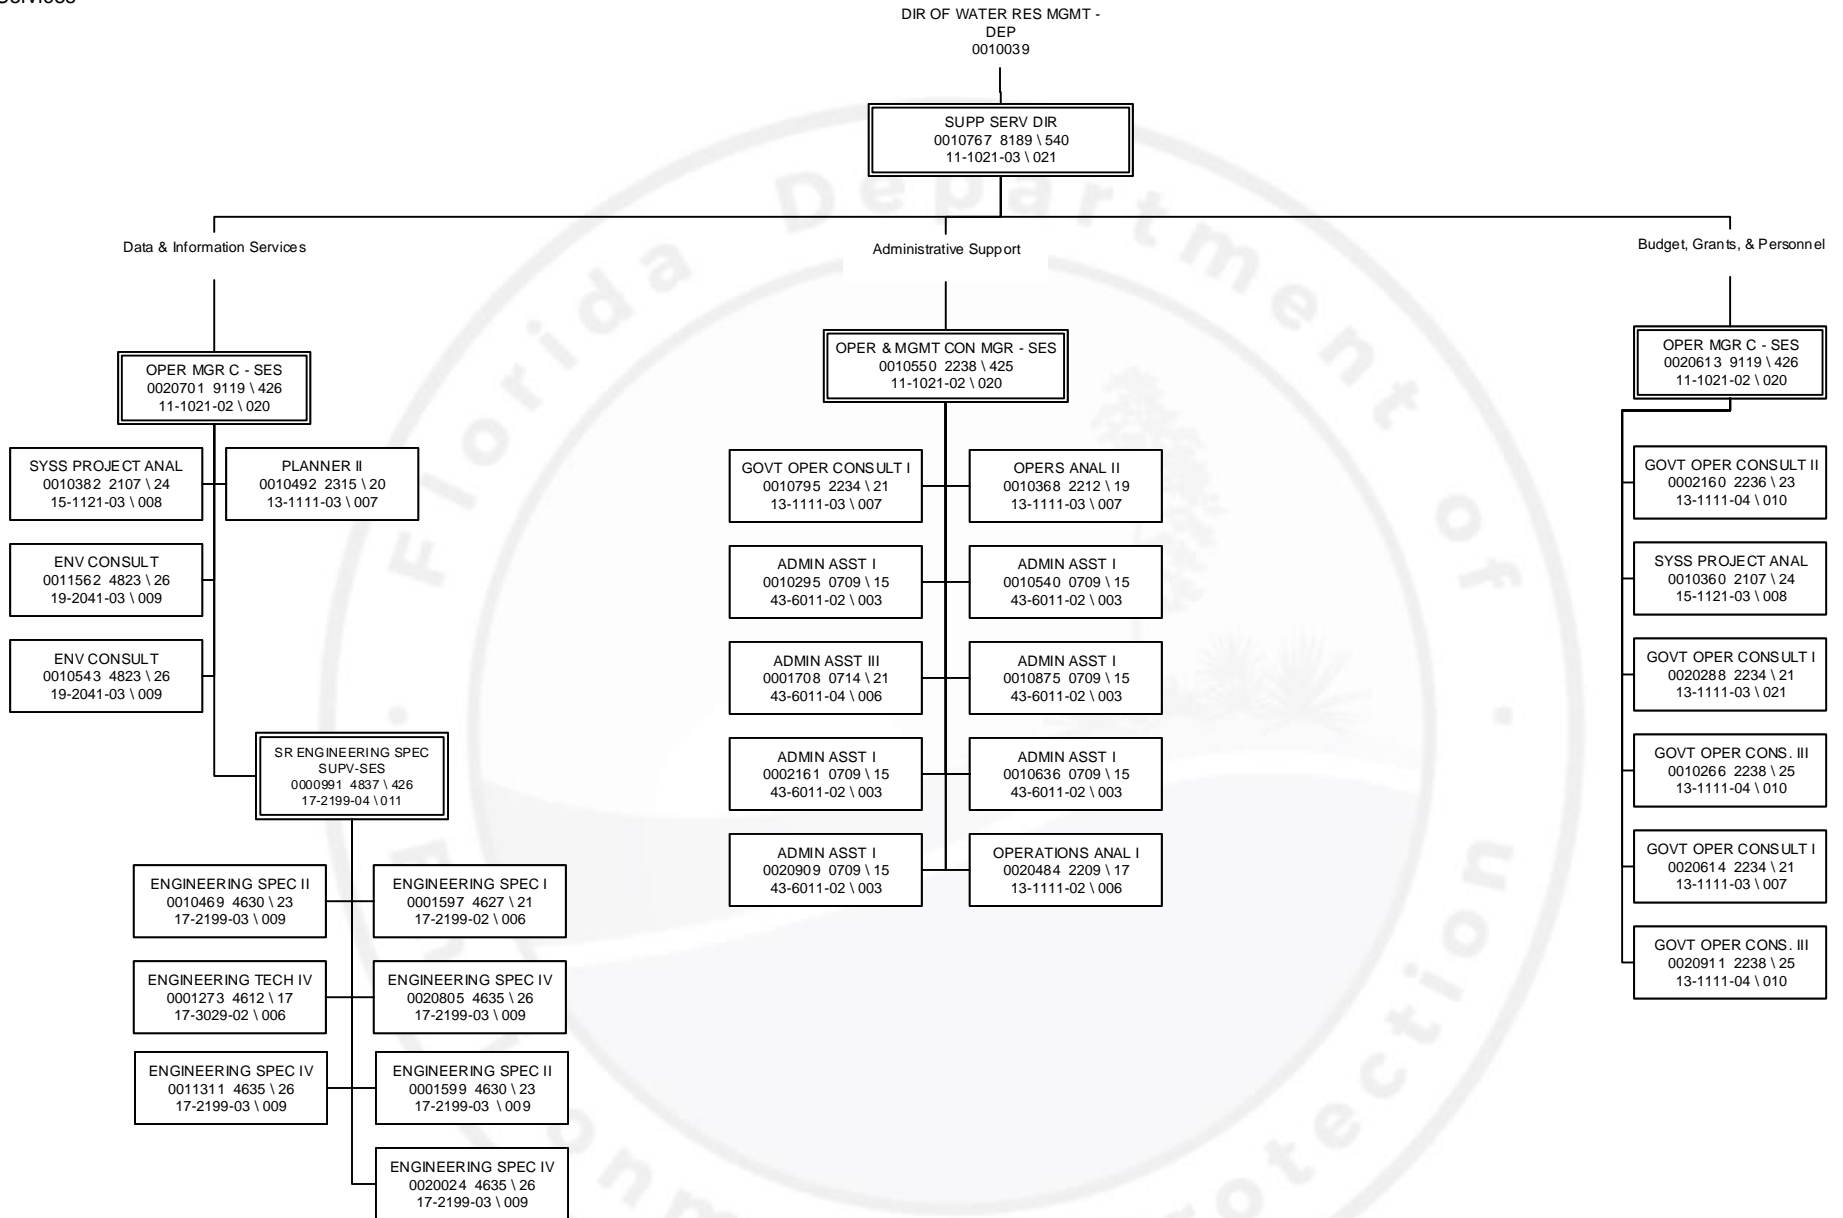 Services
DIR OF WATER RES MGMT -
DEP
0010039
SUPP SERV DIR
0010767 8189 \ 540
11-1021-03 \ 021
Data & Information Services
Administrative Support
Budget, Grants, & Personnel
OPER MGR C - SES
0020701 9119 \ 426
11-1021-02 \ 020
SYSS PROJECT ANAL
0010382 2107 \ 24
15-1121-03 \ 008
PLANNER II
0010492 2315 \ 20
13-1111-03 \ 007
ENV CONSULT
0011562 4823 \ 26
19-2041-03 \ 009
ENV CONSULT
0010543 4823 \ 26
19-2041-03 \ 009
SR ENGINEERING SPEC
SUPV-SES
0000991 4837 \ 426
17-2199-04 \ 011
ENGINEERING SPEC II
0010469 4630 \ 23
17-2199-03 \ 009
ENGINEERING SPEC I
0001597 4627 \ 21
17-2199-02 \ 006
ENGINEERING TECH IV
0001273 4612 \ 17
17-3029-02 \ 006
ENGINEERING SPEC IV
0020805 4635 \ 26
17-2199-03 \ 009
ENGINEERING SPEC IV
0011311 4635 \ 26
17-2199-03 \ 009
ENGINEERING SPEC II
0001599 4630 \ 23
17-2199-03 \ 009
ENGINEERING SPEC IV
0020024 4635 \ 26
17-2199-03 \ 009
OPER & MGMT CON MGR - SES
0010550 2238 \ 425
11-1021-02 \ 020
GOVT OPER CONSULT I
0010795 2234 \ 21
13-1111-03 \ 007
OPERS ANAL II
0010368 2212 \ 19
13-1111-03 \ 007
ADMIN ASST I
0010295 0709 \ 15
43-6011-02 \ 003
ADMIN ASST I
0010540 0709 \ 15
43-6011-02 \ 003
ADMIN ASST III
0001708 0714 \ 21
43-6011-04 \ 006
ADMIN ASST I
0010875 0709 \ 15
43-6011-02 \ 003
ADMIN ASST I
0002161 0709 \ 15
43-6011-02 \ 003
ADMIN ASST I
0010636 0709 \ 15
43-6011-02 \ 003
ADMIN ASST I
0020909 0709 \ 15
43-6011-02 \ 003
OPERATIONS ANAL I
0020484 2209 \ 17
13-1111-02 \ 006
OPER MGR C - SES
0020613 9119 \ 426
11-1021-02 \ 020
GOVT OPER CONSULT II
0002160 2236 \ 23
13-1111-04 \ 010
SYSS PROJECT ANAL
0010360 2107 \ 24
15-1121-03 \ 008
GOVT OPER CONSULT I
0020288 2234 \ 21
13-1111-03 \ 021
GOVT OPER CONS. III
0010266 2238 \ 25
13-1111-04 \ 010
GOVT OPER CONSULT I
0020614 2234 \ 21
13-1111-03 \ 007
GOVT OPER CONS. III
0020911 2238 \ 25
13-1111-04 \ 010
Florida Department of